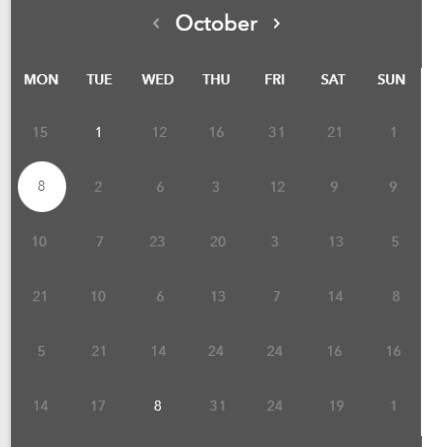 ‹ October ›
MON TUE WED THU FRI SAT SUN
15 1 12 16 31 21 1
8 2 6 3 12 9 9
10 7 23 20 3 13 5
21 10 6 13 7 14 8
5 21 14 24 24 16 16
14 17 8 31 24 19 1